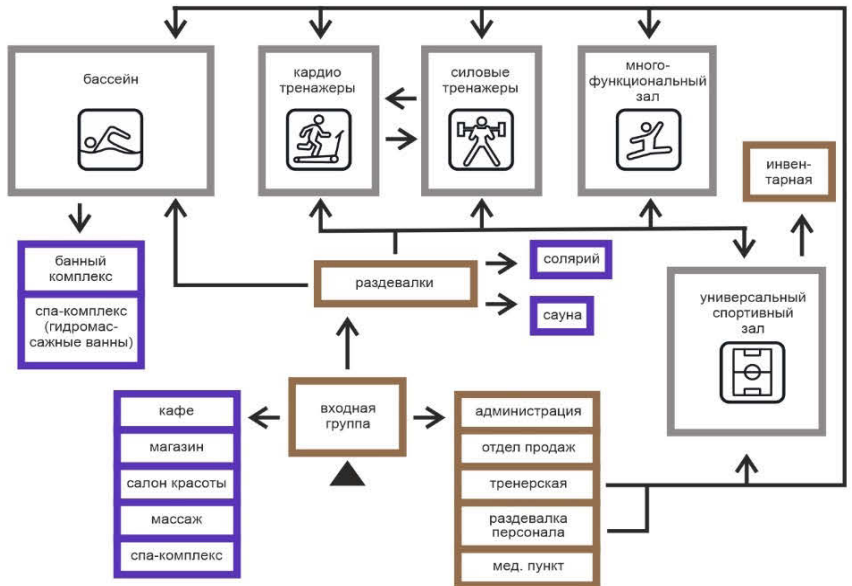 бассейн
кардио
тренажеры
силовые
тренажеры
много-
функциональный
зал
инвен-
тарная
банный
комплекс
спа-комплекс
(гидромас-
сажные ванны)
раздевалки
солярий
сауна
универсальный
спортивный
зал
кафе
магазин
салон красоты
массаж
спа-комплекс
входная
группа
администрация
отдел продаж
тренерская
раздевалка
персонала
мед. пункт